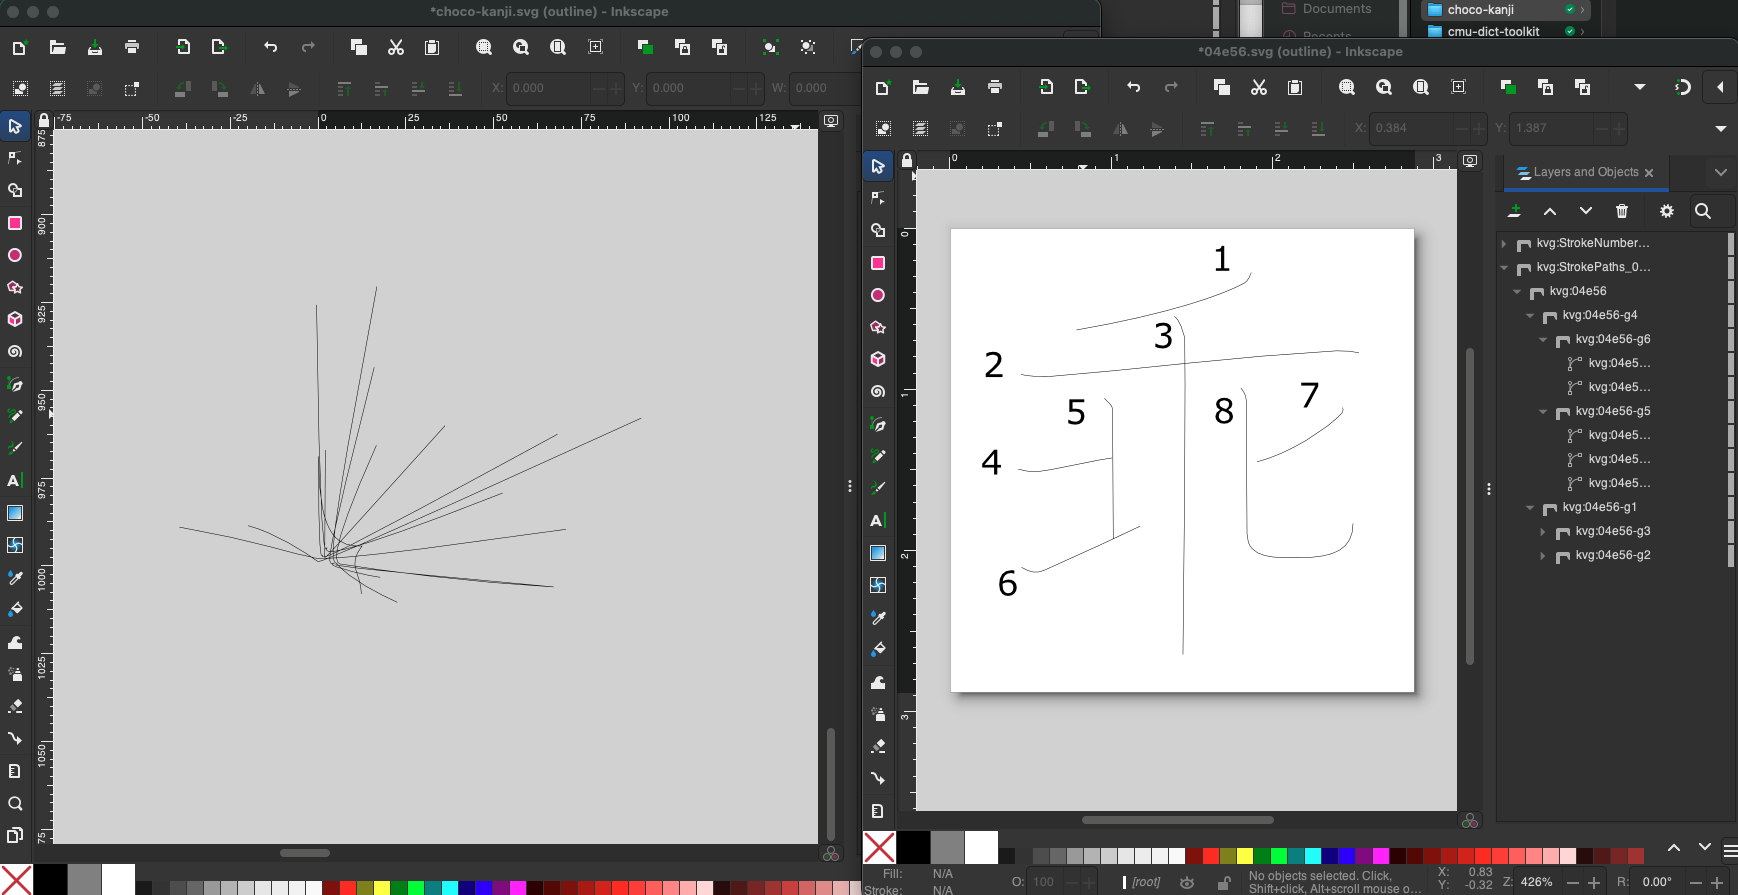 *choco-kanji.svg (outline) - Inkscape
Documents
Recents
choco-kanji
cmu-dict-toolkit
*04e56.svg (outline) - Inkscape
X: 0.000 Y: 0.000 W: 0.000
X: 0.384 Y: 1.387
-75 -50 -25 0 25 50 75 100 125
875
900
925
950
975
1000
1025
1050
75
0 1 2 3
0
1
2
3
1
3
2
7
5
8
4
6
Layers and Objects
kvg:StrokeNumber...
kvg:StrokePaths_0...
kvg:04e56
kvg:04e56-g4
kvg:04e56-g6
kvg:04e5...
kvg:04e5...
kvg:04e56-g5
kvg:04e5...
kvg:04e5...
kvg:04e5...
kvg:04e56-g1
kvg:04e56-g3
kvg:04e56-g2
Fill: N/A
Stroke: N/A
O: 100
[root]
No objects selected. Click,
Shift+click, Alt+scroll mouse o...
X: 0.83
Y: -0.32
Z: 426%
R: 0.00°